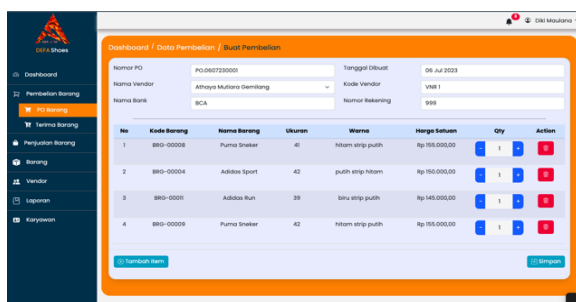 Diki Maulana
DEFA Shoes
Dashboard / Data Pembelian / Buat Pembelian
Dashboard
Pembelian Barang
PO Barang
Terima Barang
Penjualan Barang
Barang
Vendor
Laporan
Karyawan
Nomor PO PO.0607230001 Tanggal Dibuat 06 Jul 2023
Nama Vendor Athaya Mutiara Gemilang Kode Vendor VNR 1
Nama Bank BCA Nomor Rekening 999
No Kode Barang Nama Barang Ukuran Warna Harga Satuan Qty Action
1 BRG-00008 Puma Sneker 41 hitam strip putih Rp 155.000,00 - 1 +
2 BRG-00004 Adidas Sport 42 putih strip hitam Rp 150.000,00 - 1 +
3 BRG-00011 Adidas Run 39 biru strip putih Rp 145.000,00 - 1 +
4 BRG-00009 Puma Sneker 42 hitam strip putih Rp 155.000,00 - 1 +
Tambah Item
Simpan